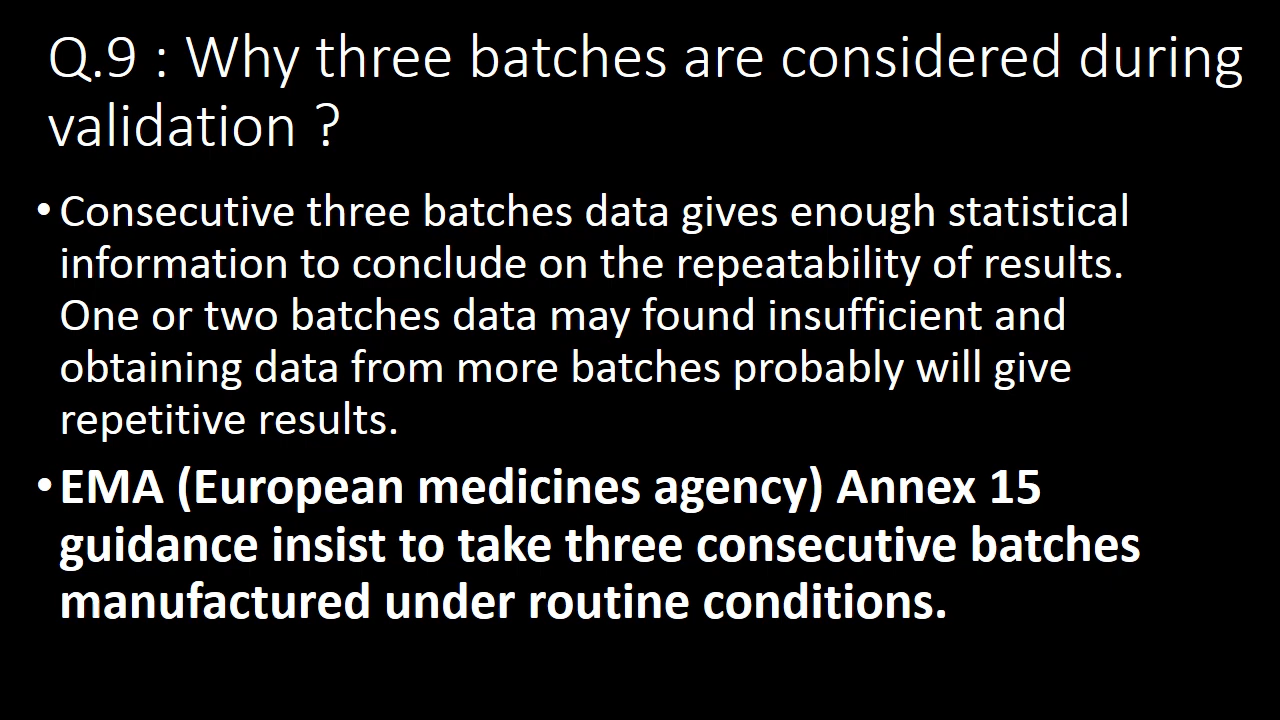 Q.9 : Why three batches are considered during
validation ?
• Consecutive three batches data gives enough statistical
information to conclude on the repeatability of results.
One or two batches data may found insufficient and
obtaining data from more batches probably will give
repetitive results.
• EMA (European medicines agency) Annex 15
guidance insist to take three consecutive batches
manufactured under routine conditions.